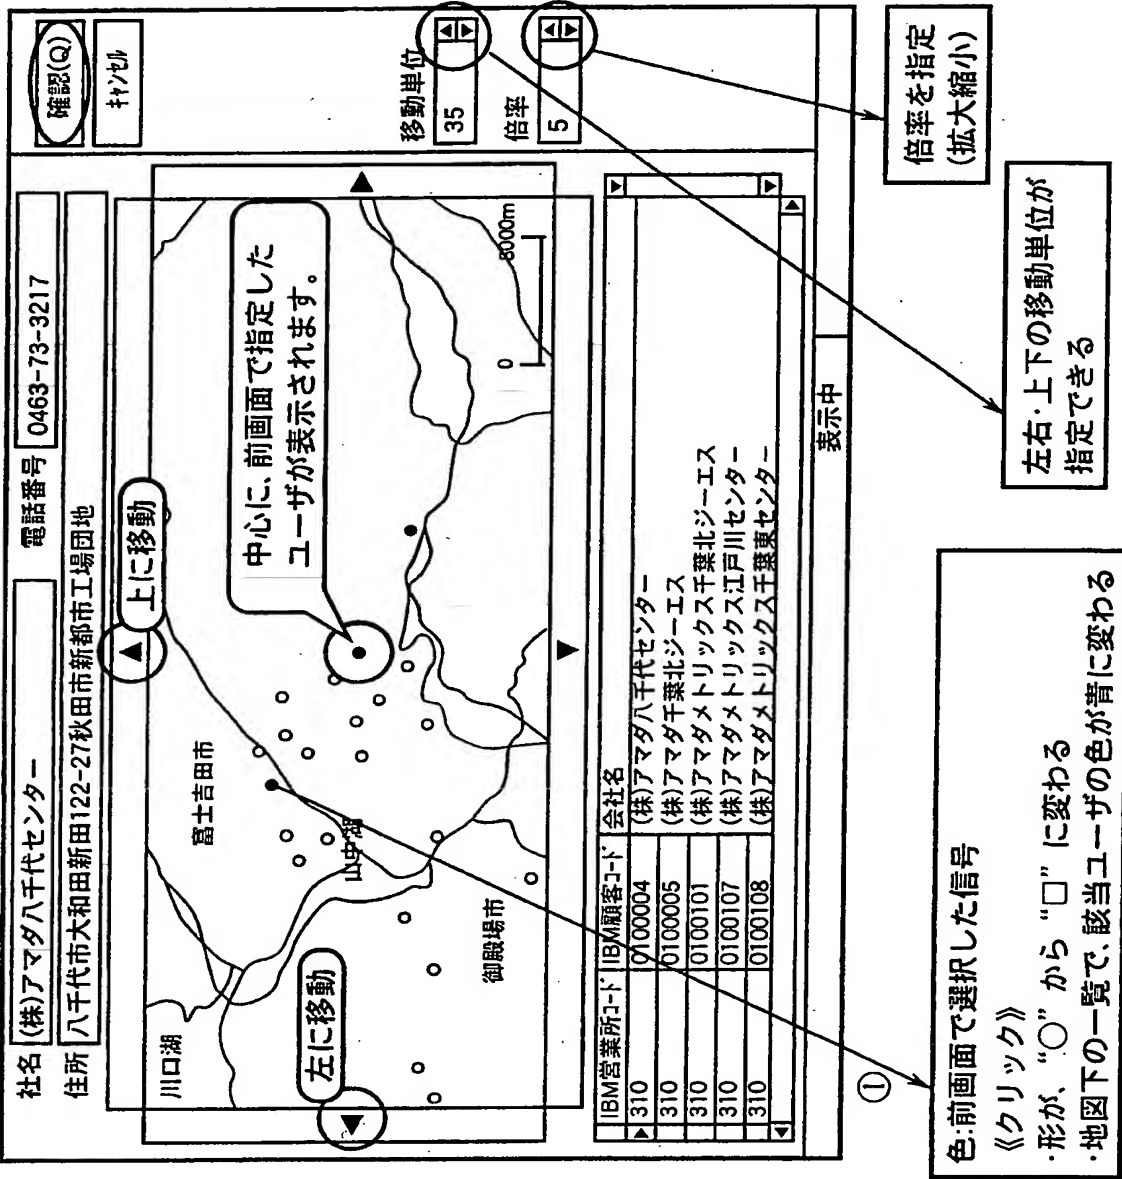 社名 (株)アマダ八千代センター 電話番号 0463-73-3217
住所 八千代市大和田新田122-27秋田市新都市工場団地
確認(Q)
キャンセル
上に移動
左に移動
川口湖
富士吉田市
山中湖
御殿場市
中心に、前画面で指定した
ユーザが表示されます。
0 8000m
移動単位
35
倍率
5
IBM営業所コード IBM顧客コード 会社名
310 0100004 (株)アマダ八千代センター
310 0100005 (株)アマダ千葉北ジーエス
310 0100101 (株)アマダメトリックス千葉北ジーエス
310 0100107 (株)アマダメトリックス江戸川センター
310 0100108 (株)アマダメトリックス千葉東センター
表示中
倍率を指定
(拡大縮小)
左右・上下の移動単位が
指定できる
①
色:前画面で選択した信号
《クリック》
・形が、“○”から“□”に変わる
・地図下の一覧で、該当ユーザの色が青に変わる